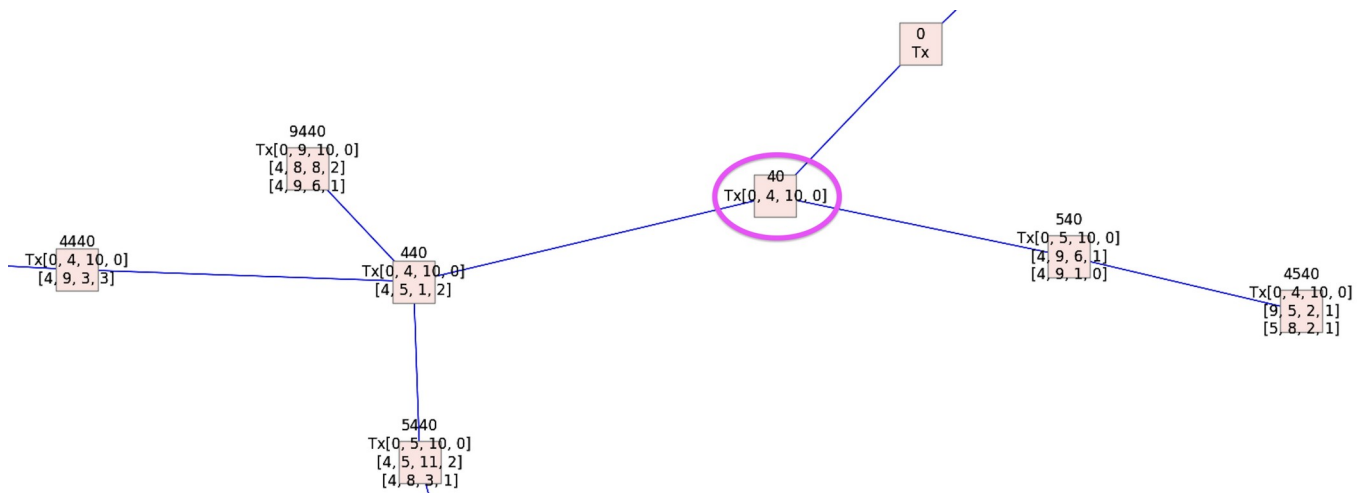 0
Tx
9440
Tx[0, 9, 10, 0]
[4, 8, 8, 2]
[4, 9, 6, 1]
40
Tx[0, 4, 10, 0]
540
Tx[0, 5, 10, 0]
[4, 9, 6, 1]
[4, 9, 1, 0]
4440
Tx[0, 4, 10, 0]
[4, 9, 3, 3]
440
Tx[0, 4, 10, 0]
[4, 5, 1, 2]
4540
Tx[0, 4, 10, 0]
[9, 5, 2, 1]
[5, 8, 2, 1]
5440
Tx[0, 5, 10, 0]
[4, 5, 11, 2]
[4, 8, 3, 1]